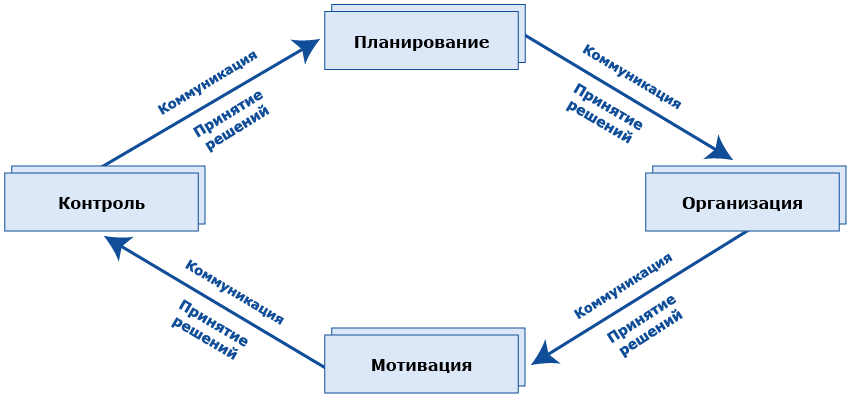 Планирование
Коммуникация
Принятие
решений
Коммуникация
Принятие
решений
Контроль
Организация
Коммуникация
Принятие
решений
Коммуникация
Принятие
решений
Мотивация